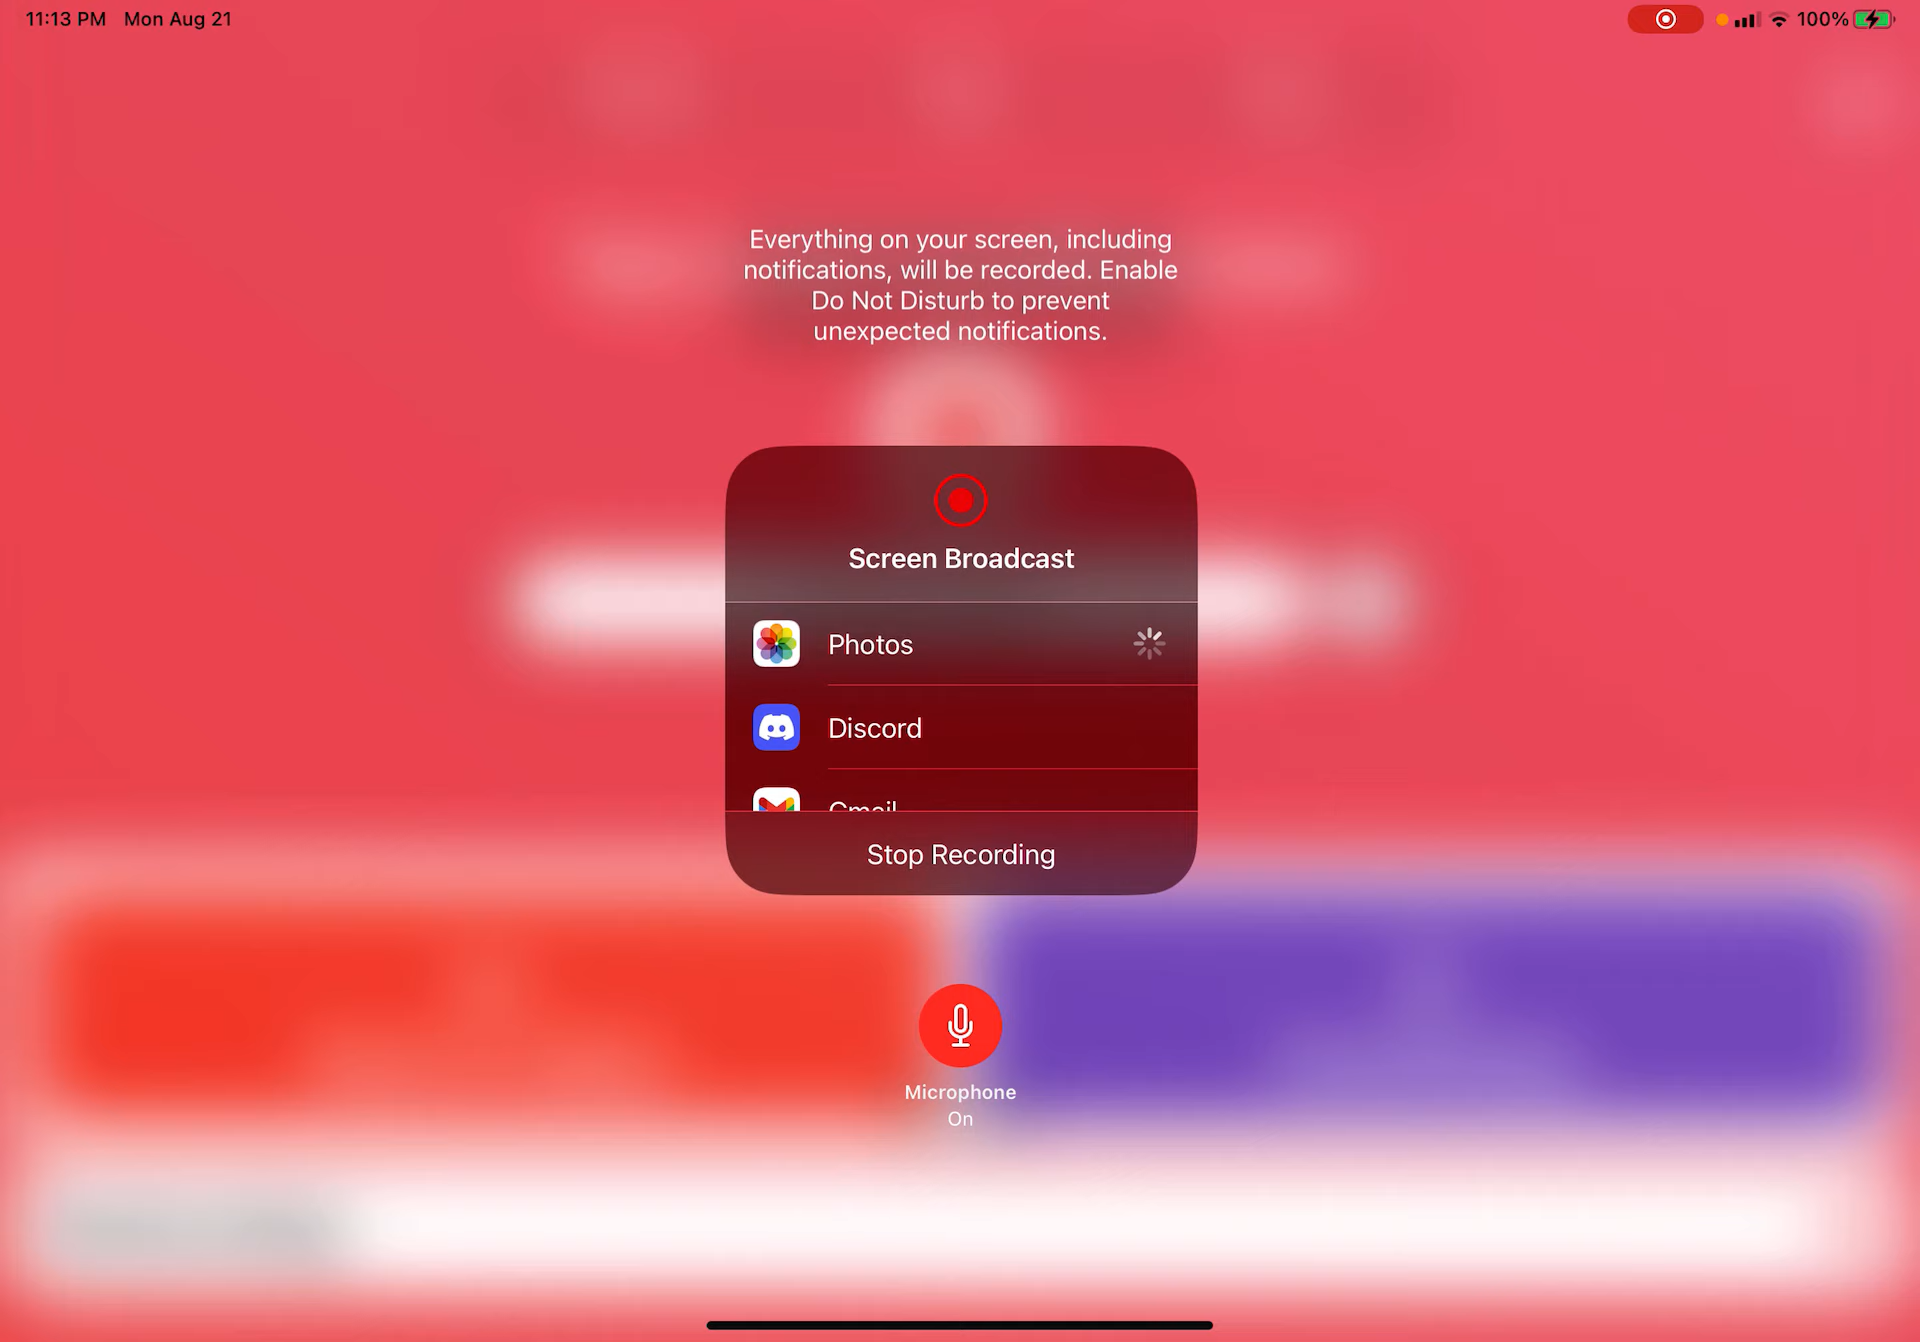 11:13 PM Mon Aug 21
100%
Everything on your screen, including
notifications, will be recorded. Enable
Do Not Disturb to prevent
unexpected notifications.
Screen Broadcast
Photos
Discord
Gmail
Stop Recording
Microphone
On